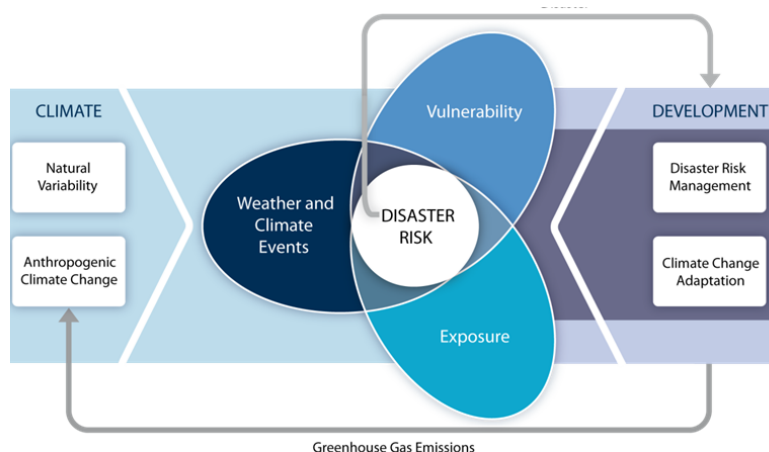 CLIMATE
Natural
Variability
Anthropogenic
Climate Change
Weather and
Climate
Events
Vulnerability
DISASTER
RISK
Exposure
DEVELOPMENT
Disaster Risk
Management
Climate Change
Adaptation
Greenhouse Gas Emissions